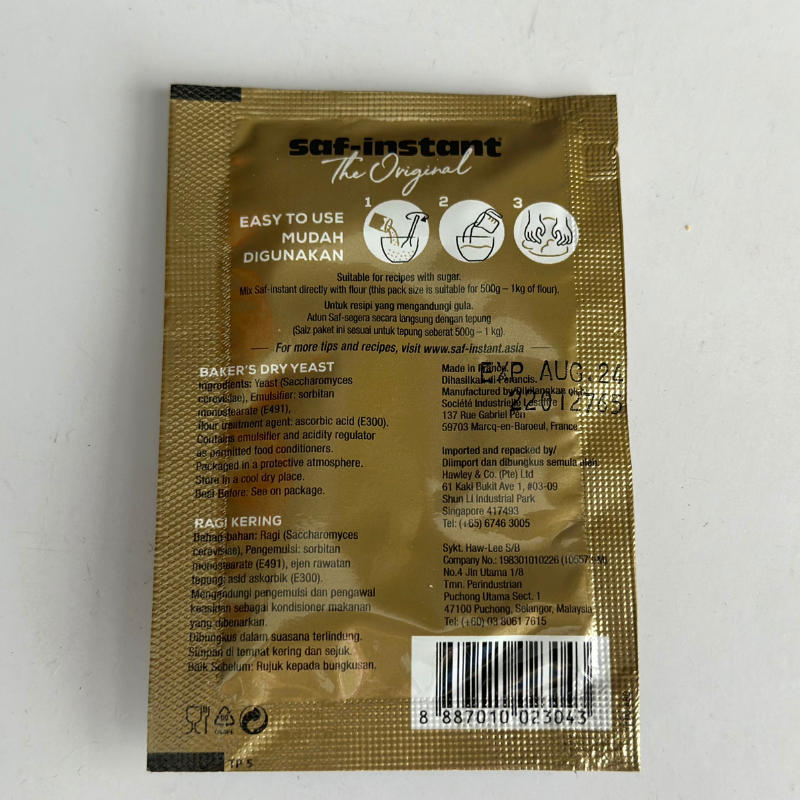 saf-instant
The Original
1 2 3
EASY TO USE
MUDAH
DIGUNAKAN
Suitable for recipes with sugar.
Mix Saf-instant directly with flour (this pack size is suitable for 500g – 1kg of flour).
Untuk resipi yang mengandungi gula.
Adun Saf-segera secara langsung dengan tepung
(Saiz paket ini sesuai untuk tepung seberat 500g – 1 kg).
For more tips and recipes, visit www.saf-instant.asia
BAKER'S DRY YEAST
Ingredients: Yeast (Saccharomyces
cerevisiae), Emulsifier: sorbitan
monostearate (E491),
flour treatment agent: ascorbic acid (E300).
Contains emulsifier and acidity regulator
as permitted food conditioners.
Packaged in a protective atmosphere.
Store in a cool dry place.
Best Before: See on package.
RAGI KERING
Bahan-bahan: Ragi (Saccharomyces
cerevisiae), Pengemulsi: sorbitan
monostearate (E491), ejen rawatan
tepung: asid askorbik (E300).
Mengandungi pengemulsi dan pengawal
keasidan sebagai kondisioner makanan
yang dibenarkan.
Dibungkus dalam suasana terlindung.
Simpan di tempat kering dan sejuk.
Baik Sebelum: Rujuk kepada bungkusan.
Made in France.
Dihasilkan di Perancis.
Manufactured by/Dikilangkan oleh
Société Industrielle Lesaffre
137 Rue Gabriel Péri
59703 Marcq-en-Baroeul, France
EXP AUG.24
22012765
Imported and repacked by/
Diimport dan dibungkus semula oleh:
Hawley & Co. (Pte) Ltd
61 Kaki Bukit Ave 1, #03-09
Shun Li Industrial Park
Singapore 417493
Tel: (+65) 6746 3005
Sykt. Haw-Lee S/B
Company No.: 198301010226
No.4 Jln Utama 1/8
Tmn. Perindustrian
Puchong Utama Sect. 1
47100 Puchong, Selangor, Malaysia
Tel: (+60) 03 8061 7615
8 887010 023043
TP 5